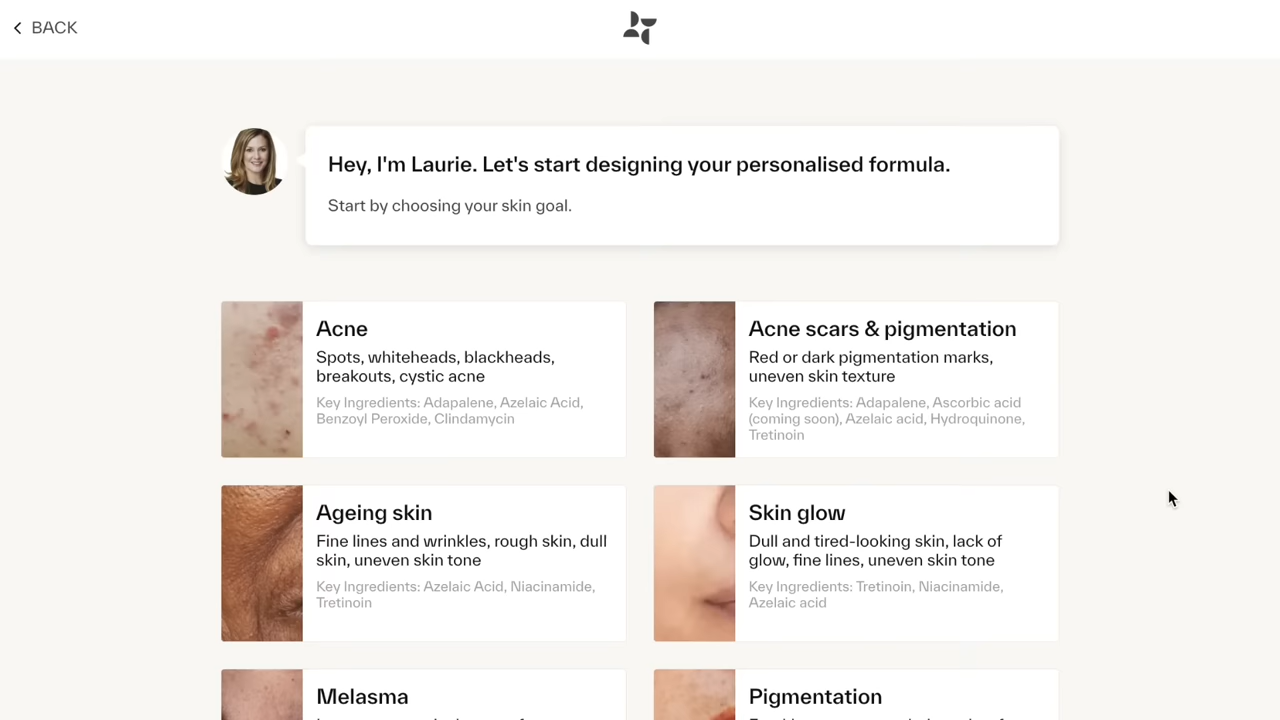 BACK
Hey, I'm Laurie. Let's start designing your personalised formula.
Start by choosing your skin goal.
Acne
Spots, whiteheads, blackheads,
breakouts, cystic acne
Key Ingredients: Adapalene, Azelaic Acid,
Benzoyl Peroxide, Clindamycin
Acne scars & pigmentation
Red or dark pigmentation marks,
uneven skin texture
Key Ingredients: Adapalene, Ascorbic acid
(coming soon), Azelaic acid, Hydroquinone,
Tretinoin
Ageing skin
Fine lines and wrinkles, rough skin, dull
skin, uneven skin tone
Key Ingredients: Azelaic Acid, Niacinamide,
Tretinoin
Skin glow
Dull and tired-looking skin, lack of
glow, fine lines, uneven skin tone
Key Ingredients: Tretinoin, Niacinamide,
Azelaic acid
Melasma
Pigmentation